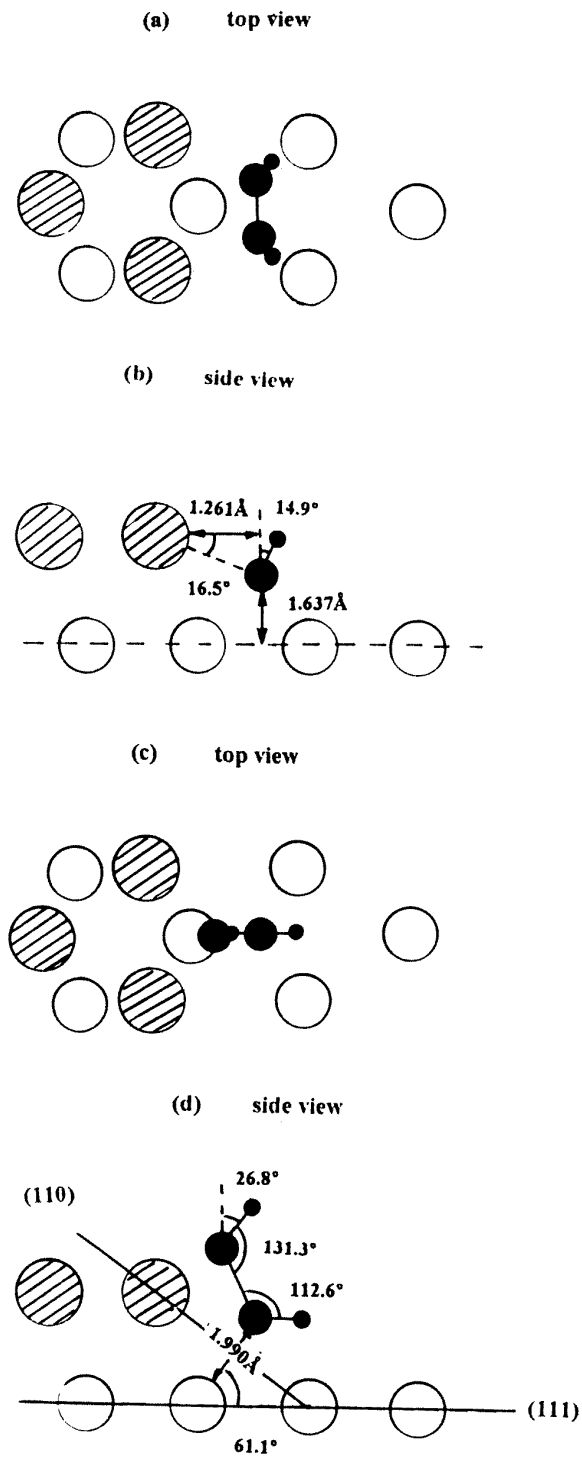 (a) top view
(b) side view
1.261Å 14.9°
16.5°
1.637Å
(c) top view
(d) side view
26.8°
(110)
131.3°
112.6°
1.990Å
(111)
61.1°